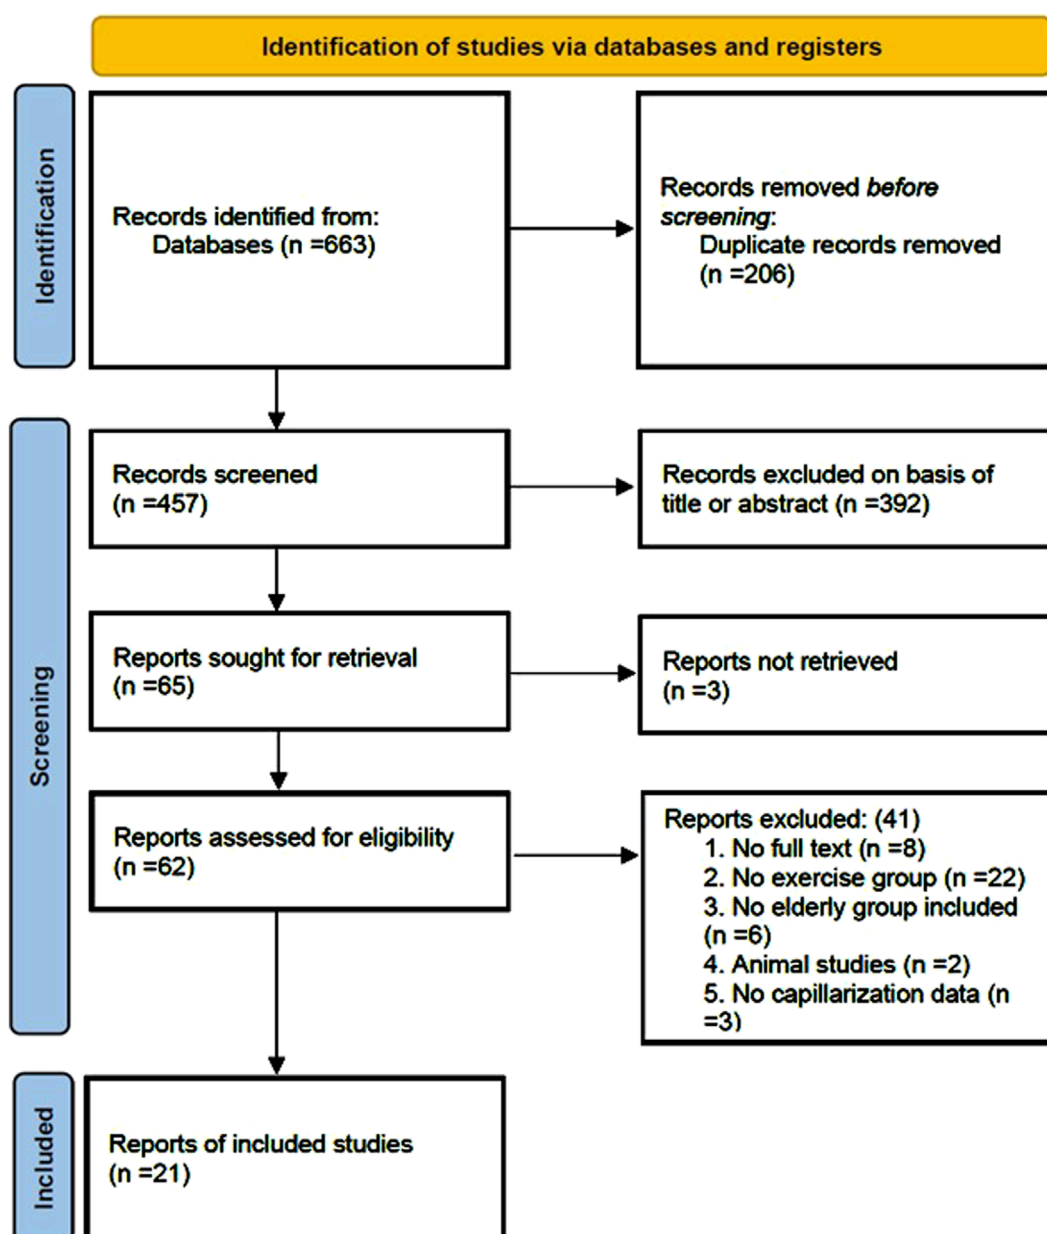 Identification of studies via databases and registers
Identification
Records identified from:
Databases (n =663)
Records removed before
screening:
Duplicate records removed
(n =206)
Screening
Records screened
(n =457)
Records excluded on basis of
title or abstract (n =392)
Reports sought for retrieval
(n =65)
Reports not retrieved
(n =3)
Reports assessed for eligibility
(n =62)
Reports excluded: (41)
1. No full text (n =8)
2. No exercise group (n =22)
3. No elderly group included
(n =6)
4. Animal studies (n =2)
5. No capillarization data (n
=3)
Included
Reports of included studies
(n =21)